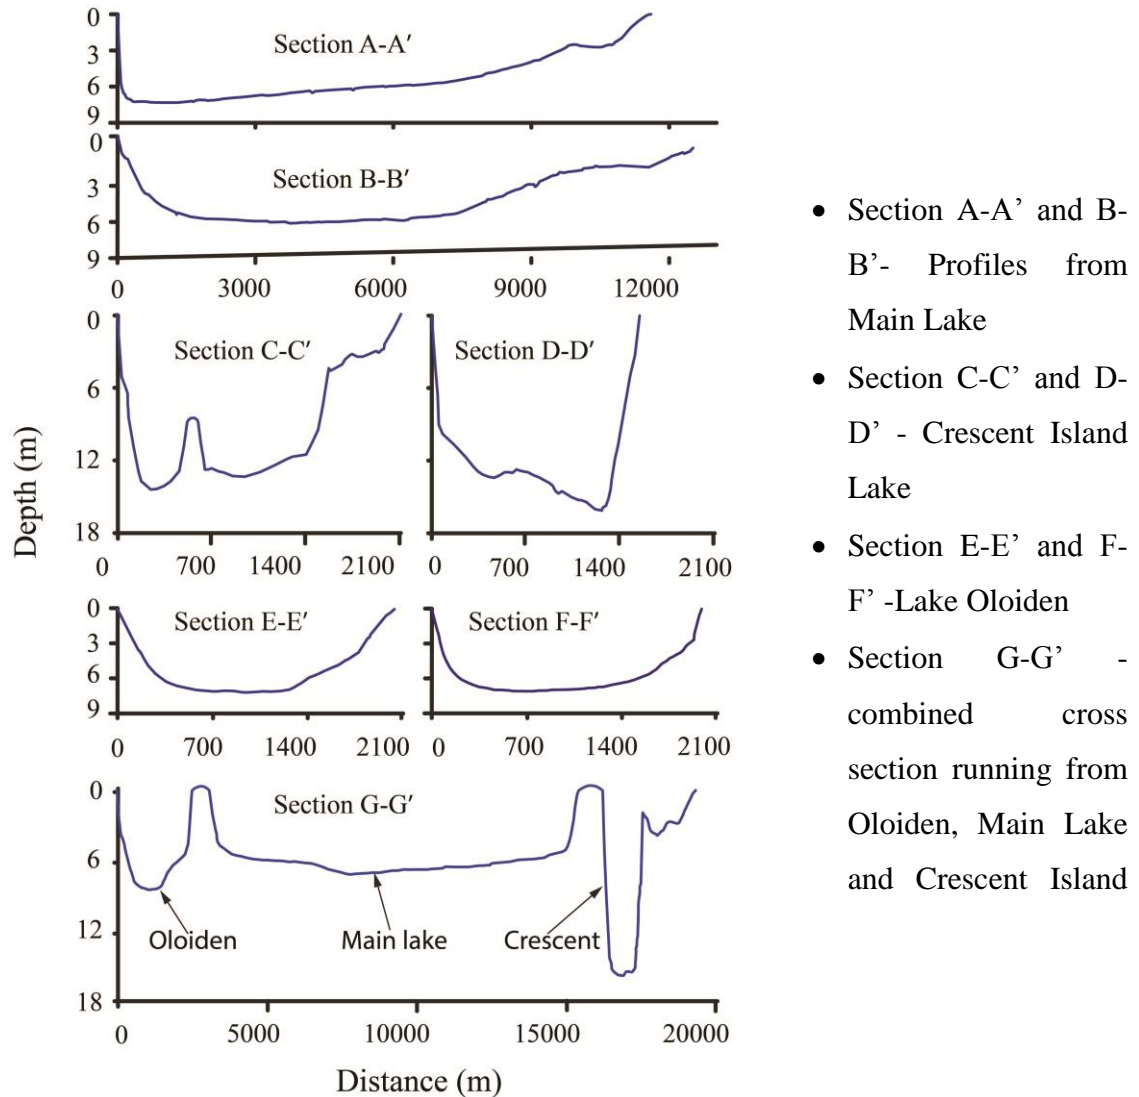 0
3
6
9
Section A-A′
0
3
6
9
Section B-B′
0 3000 6000 9000 12000
0
6
12
18
Section C-C′
Section D-D′
0 700 1400 2100
0 700 1400 2100
0
3
6
9
Section E-E′
Section F-F′
0 700 1400 2100
0 700 1400 2100
0
6
12
18
Section G-G′
Oloiden
Main lake
Crescent
0 5000 10000 15000 20000
Depth (m)
Distance (m)
• Section A-A’ and B-
B’- Profiles from
Main Lake
• Section C-C’ and D-
D’ - Crescent Island
Lake
• Section E-E’ and F-
F’ -Lake Oloiden
• Section G-G’ -
combined cross
section running from
Oloiden, Main Lake
and Crescent Island